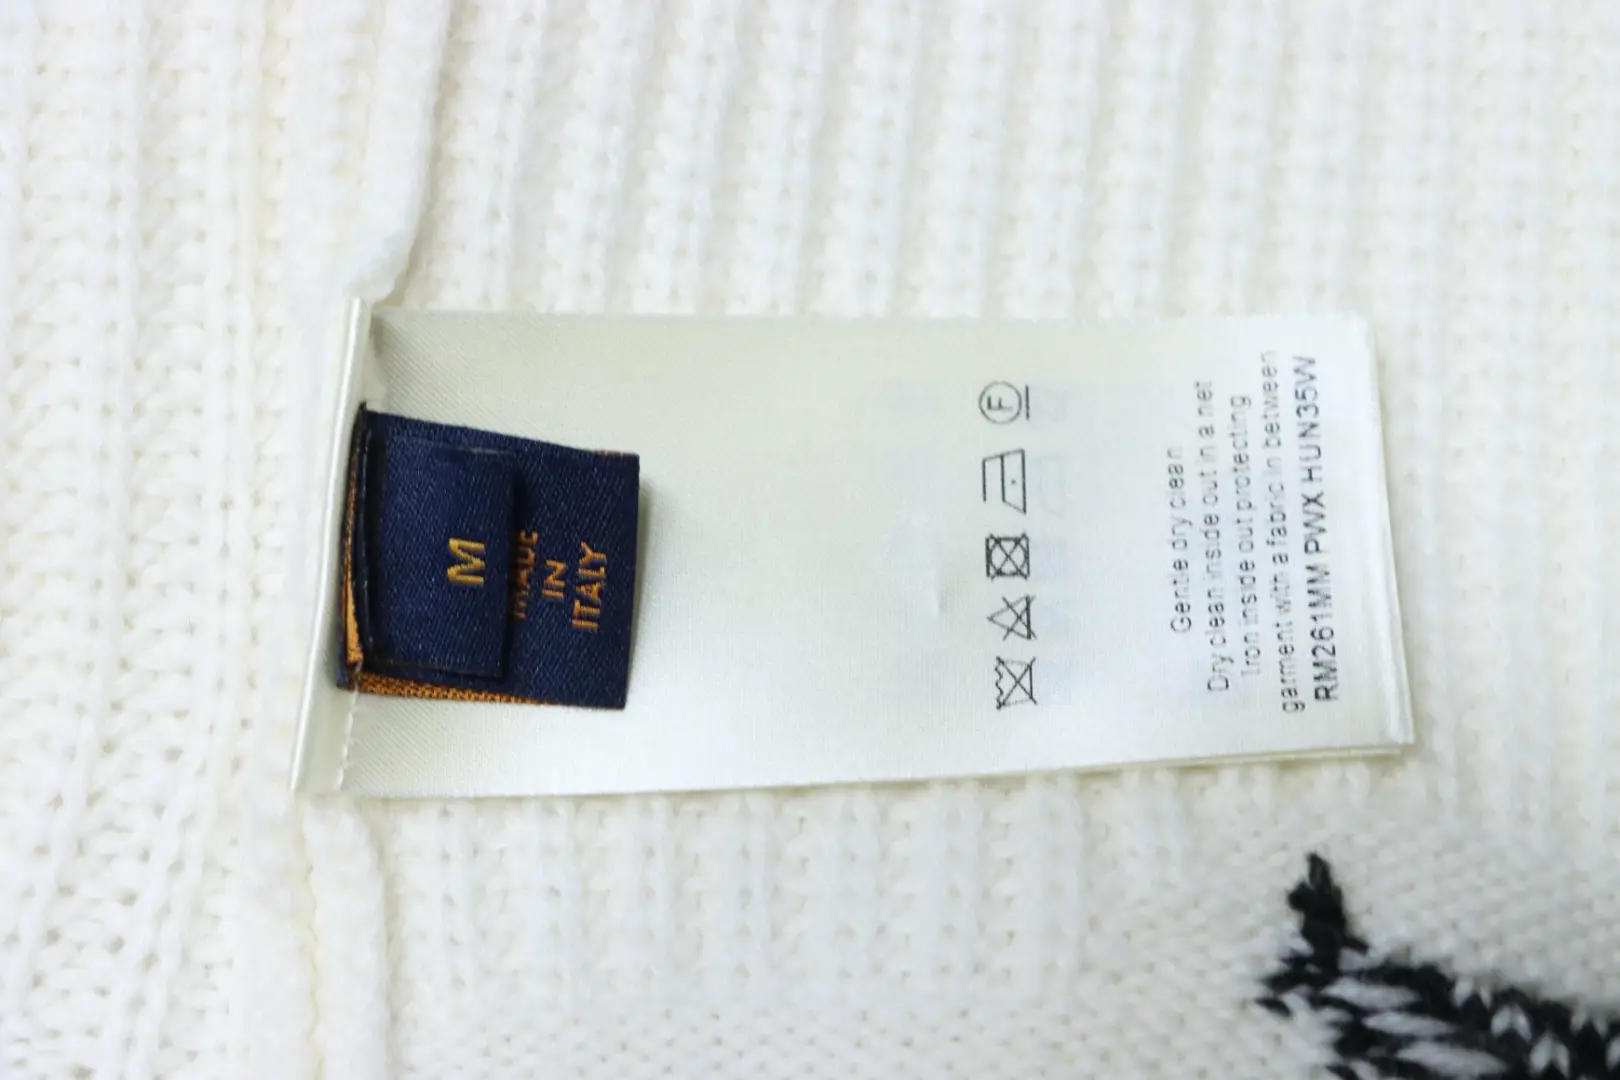 M
MADE
IN
ITALY
F
Gentle dry clean
Dry clean inside out in a net
Iron inside out protecting
garment with a fabric in between
RM261MM PWX HUN35W